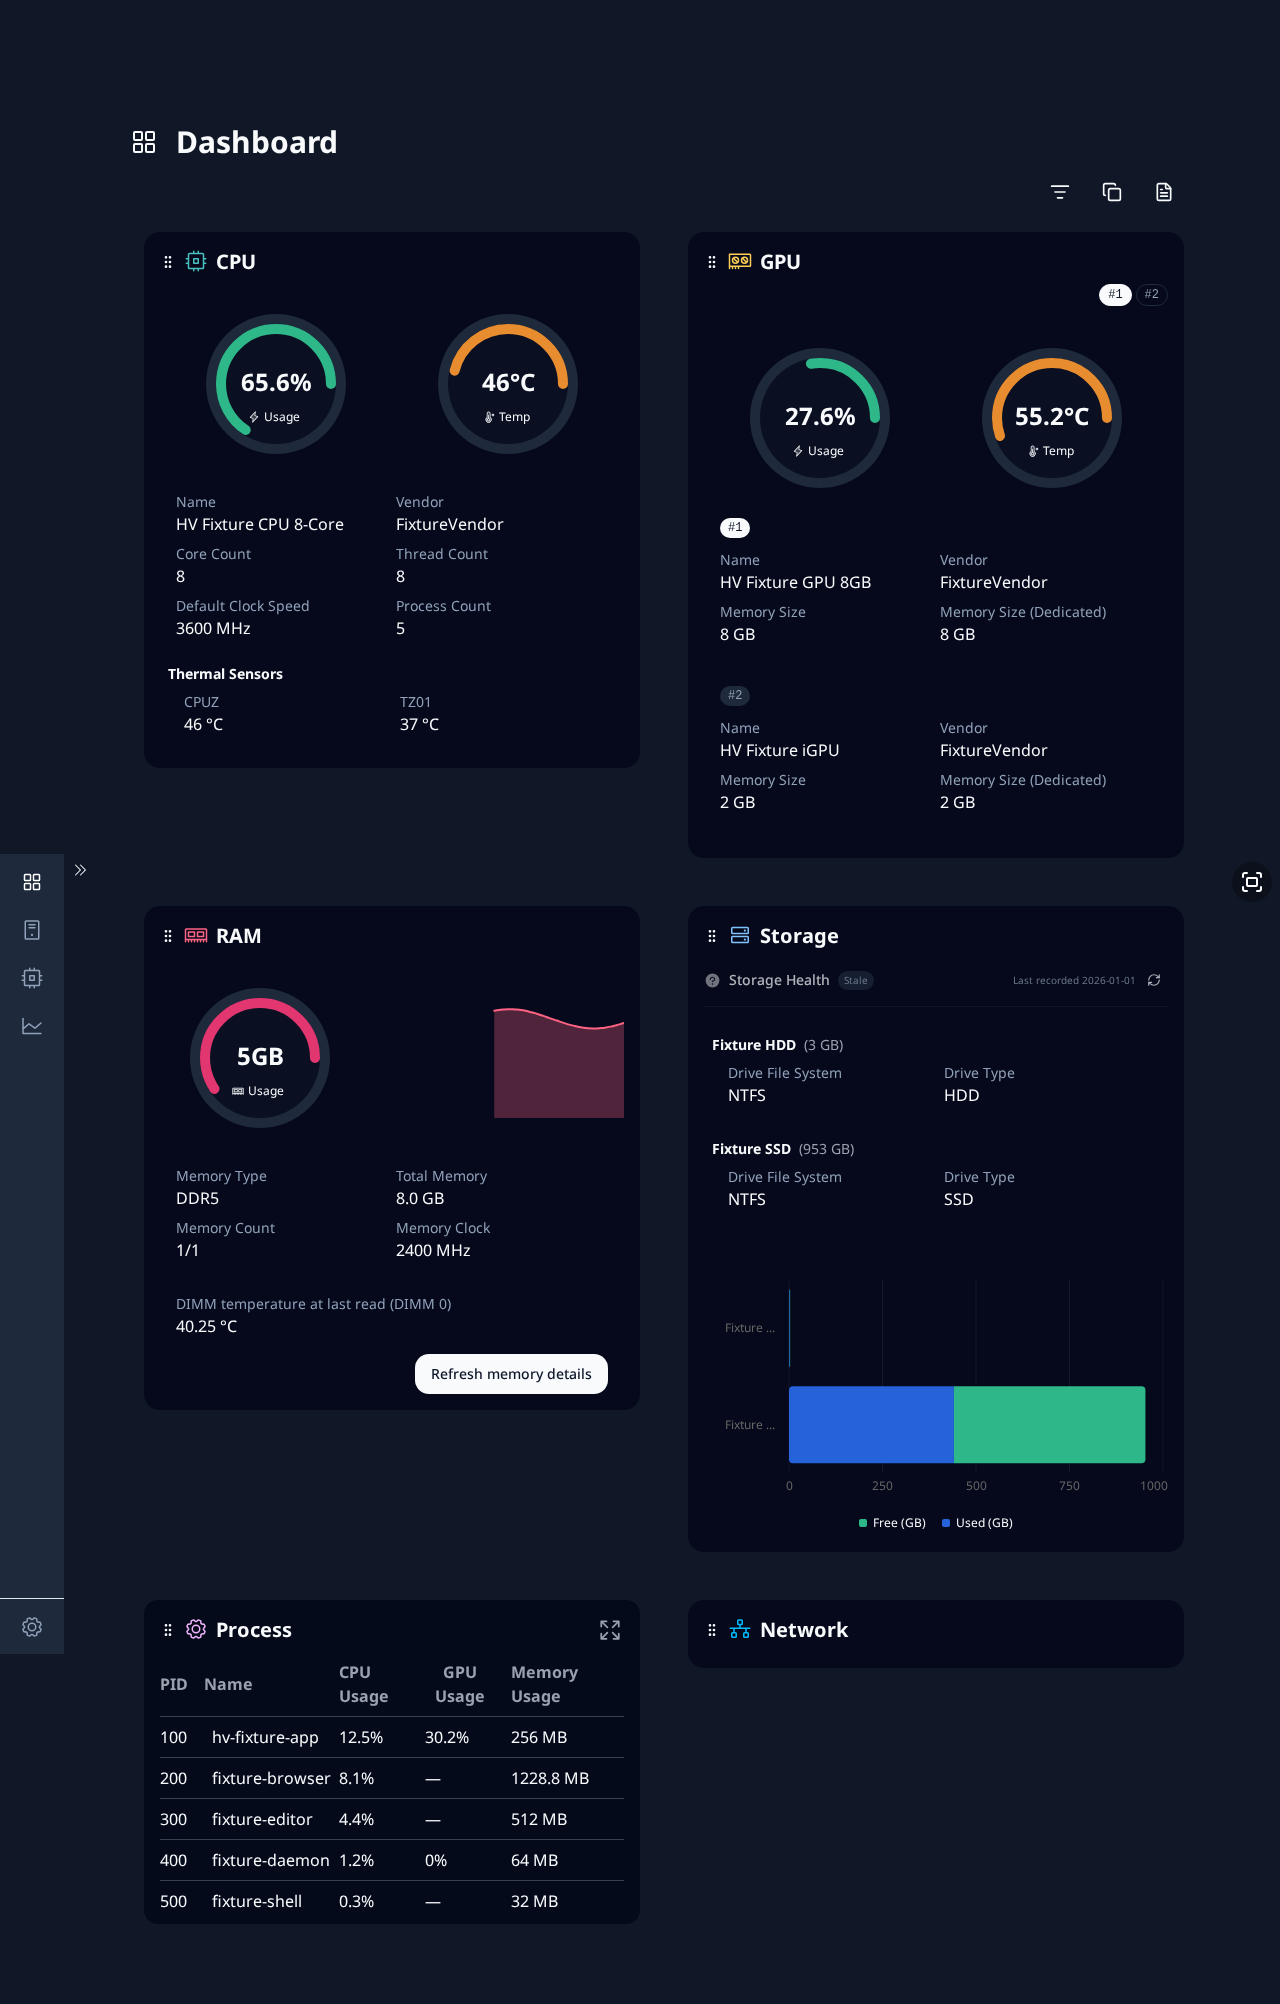 Dashboard
CPU
65.6%
Usage
46°C
Temp
Name
HV Fixture CPU 8-Core
Vendor
FixtureVendor
Core Count
8
Thread Count
8
Default Clock Speed
3600 MHz
Process Count
5
Thermal Sensors
CPUZ
46 °C
TZ01
37 °C
GPU
#1 #2
27.6%
Usage
55.2°C
Temp
#1
Name
HV Fixture GPU 8GB
Vendor
FixtureVendor
Memory Size
8 GB
Memory Size (Dedicated)
8 GB
#2
Name
HV Fixture iGPU
Vendor
FixtureVendor
Memory Size
2 GB
Memory Size (Dedicated)
2 GB
RAM
5GB
Usage
Memory Type
DDR5
Total Memory
8.0 GB
Memory Count
1/1
Memory Clock
2400 MHz
DIMM temperature at last read (DIMM 0)
40.25 °C
Refresh memory details
Storage
Storage Health Stale Last recorded 2026-01-01
Fixture HDD (3 GB)
Drive File System
NTFS
Drive Type
HDD
Fixture SSD (953 GB)
Drive File System
NTFS
Drive Type
SSD
Fixture ...
Fixture ...
0 250 500 750 1000
Free (GB) Used (GB)
Process
PID Name CPU Usage GPU Usage Memory Usage
100 hv-fixture-app 12.5% 30.2% 256 MB
200 fixture-browser 8.1% — 1228.8 MB
300 fixture-editor 4.4% — 512 MB
400 fixture-daemon 1.2% 0% 64 MB
500 fixture-shell 0.3% — 32 MB
Network